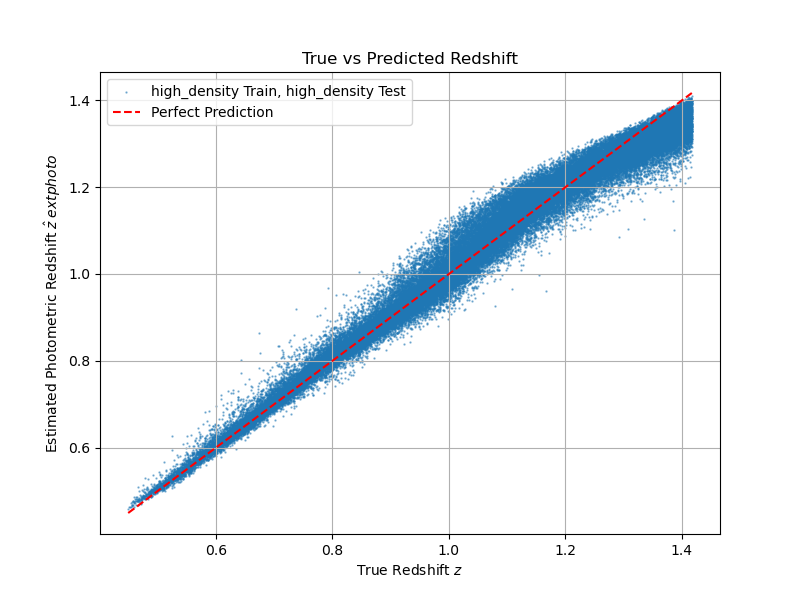 True vs Predicted Redshift
high_density Train, high_density Test
Perfect Prediction
Estimated Photometric Redshift ẑ extphoto
1.4
1.2
1.0
0.8
0.6
0.6 0.8 1.0 1.2 1.4
True Redshift z